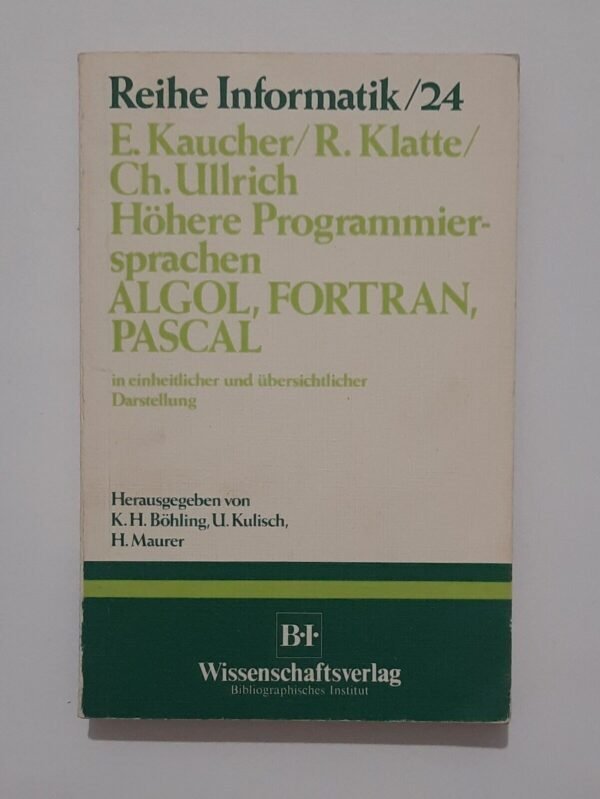 Reihe Informatik/24
E. Kaucher/R. Klatte/
Ch. Ullrich
Höhere Programmier-
sprachen
ALGOL, FORTRAN,
PASCAL
in einheitlicher und übersichtlicher
Darstellung
Herausgegeben von
K. H. Böhling, U. Kulisch,
H. Maurer
B·I·
Wissenschaftsverlag
Bibliographisches Institut